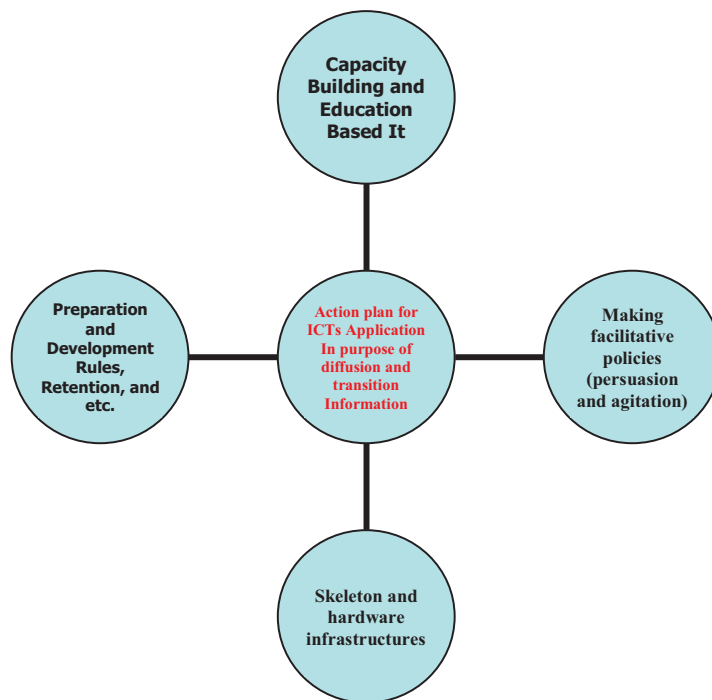 Capacity
Building and
Education
Based It
Preparation
and
Development
Rules,
Retention, and
etc.
Action plan for
ICTs Application
In purpose of
diffusion and
transition
Information
Making
facilitative
policies
(persuasion
and agitation)
Skeleton and
hardware
infrastructures